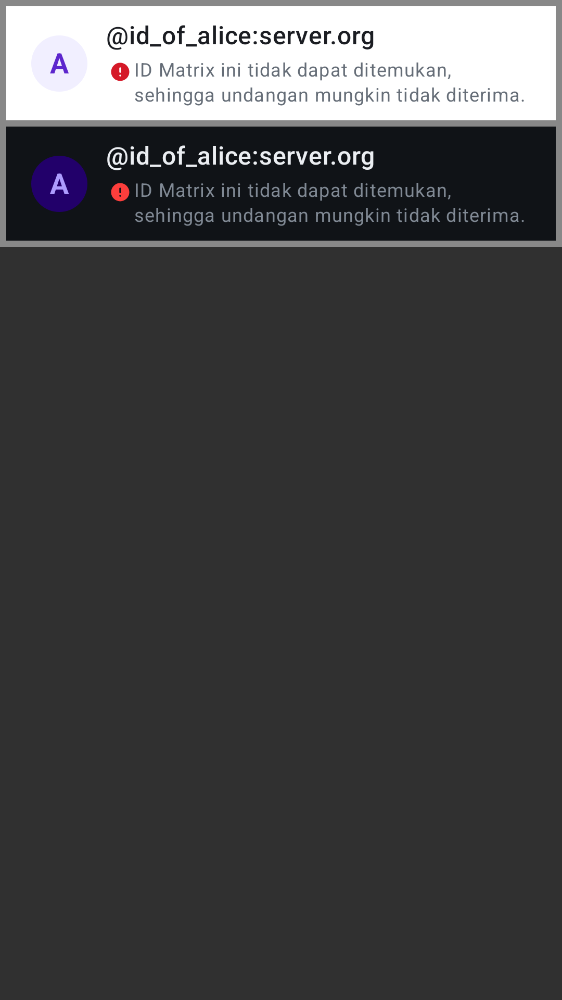 A
@id_of_alice:server.org
ID Matrix ini tidak dapat ditemukan,
sehingga undangan mungkin tidak diterima.
A
@id_of_alice:server.org
ID Matrix ini tidak dapat ditemukan,
sehingga undangan mungkin tidak diterima.